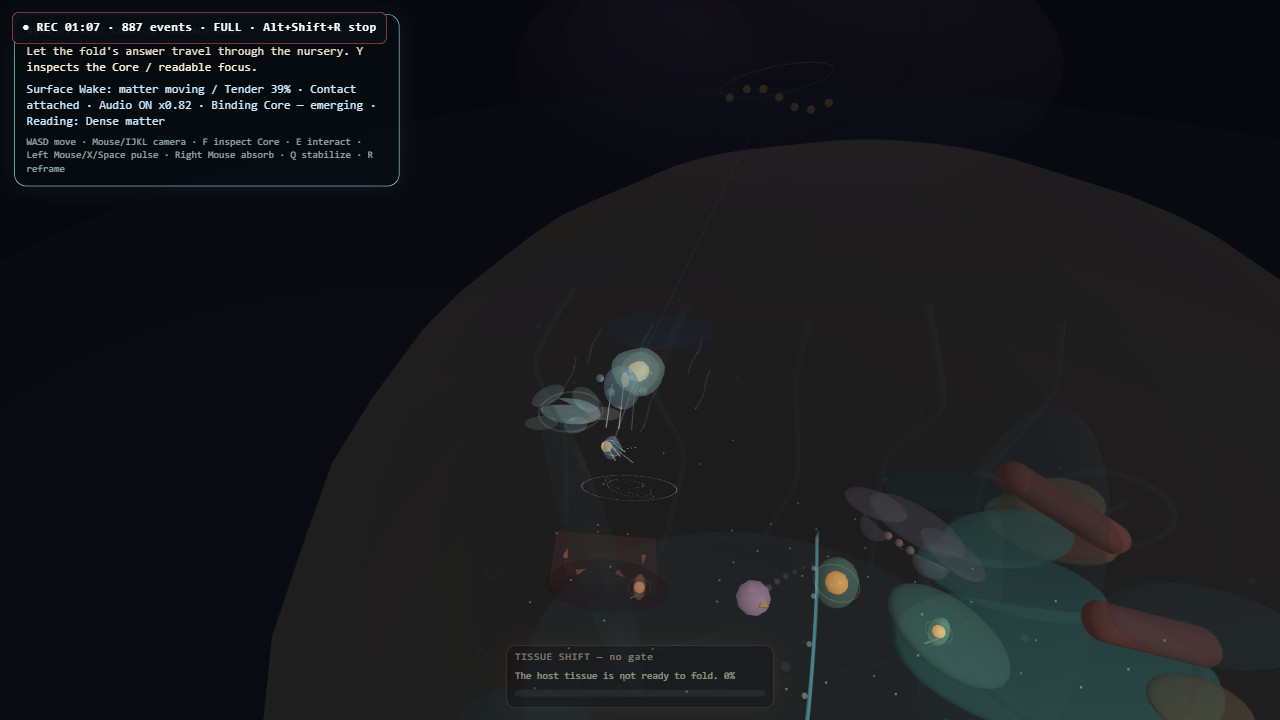 ● REC 01:07 · 887 events · FULL · Alt+Shift+R stop
Let the fold's answer travel through the nursery. Y
inspects the Core / readable focus.
Surface Wake: matter moving / Tender 39% · Contact
attached · Audio ON x0.82 · Binding Core — emerging ·
Reading: Dense matter
WASD move · Mouse/IJKL camera · F inspect Core · E interact ·
Left Mouse/X/Space pulse · Right Mouse absorb · Q stabilize · R
reframe
TISSUE SHIFT — no gate
The host tissue is not ready to fold. 0%